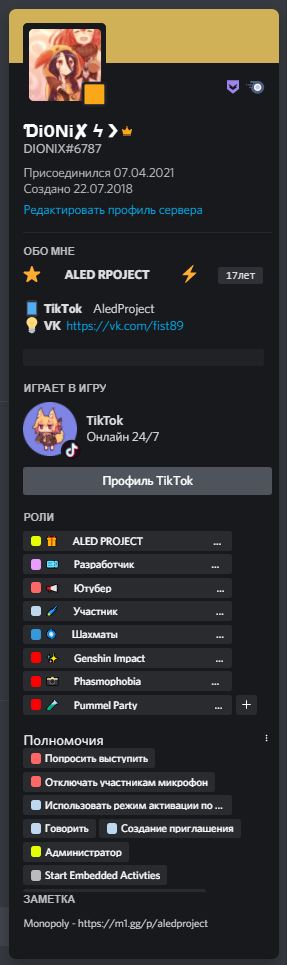 ƊiONiꭙ ϟ ❯
DIONIX#6787
Присоединился 07.04.2021
Создано 22.07.2018
Редактировать профиль сервера
ОБО МНЕ
ALED RPOJECT
17лет
TikTok AledProject
VK https://vk.com/fist89
ИГРАЕТ В ИГРУ
TikTok
Онлайн 24/7
Профиль TikTok
РОЛИ
ALED PROJECT ...
Разработчик ...
Ютубер ...
Участник ...
Шахматы ...
Genshin Impact ...
Phasmophobia ...
Pummel Party ... +
Полномочия
Попросить выступить
Отключать участникам микрофон
Использовать режим активации по ...
Говорить Создание приглашения
Администратор
Start Embedded Activties
ЗАМЕТКА
Monopoly - https://m1.gg/p/aledproject